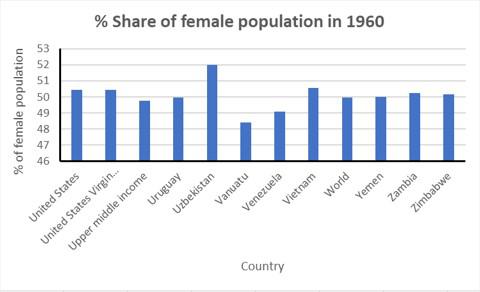 % Share of female population in 1960
% of female population
53
52
51
50
49
48
47
46
United States
United States Virgin...
Upper middle income
Uruguay
Uzbekistan
Vanuatu
Venezuela
Vietnam
World
Yemen
Zambia
Zimbabwe
Country